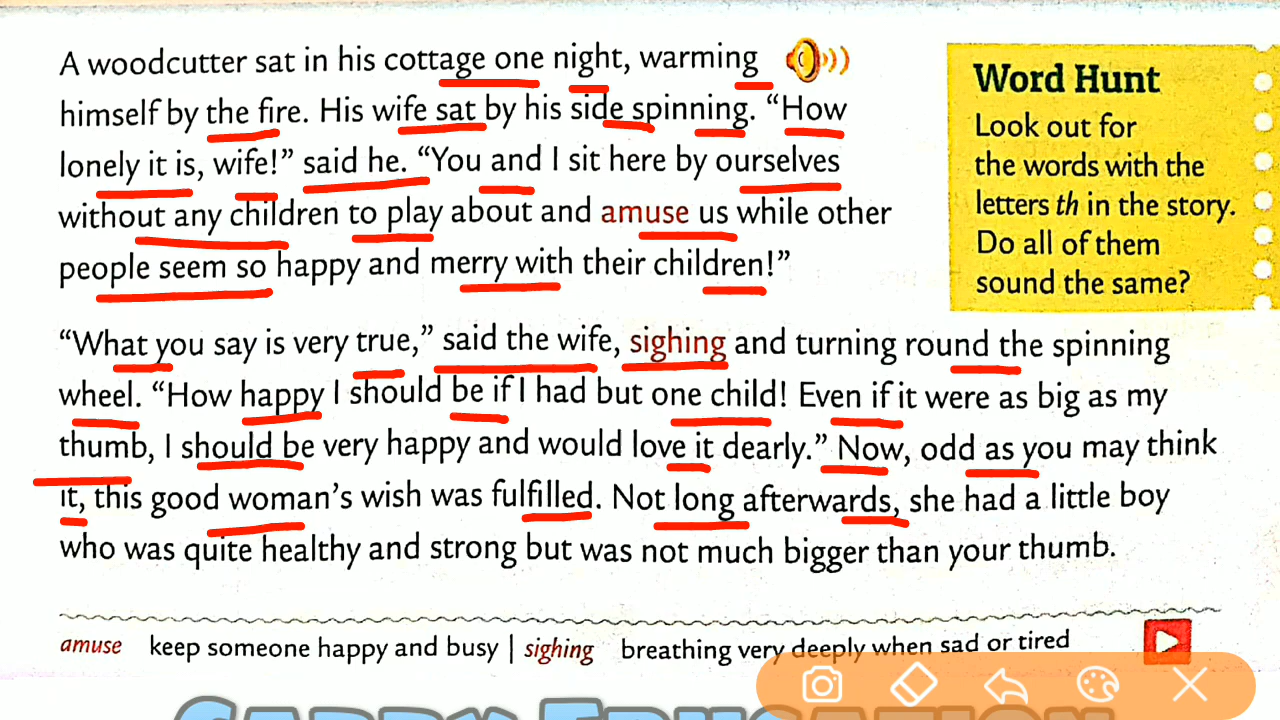 A woodcutter sat in his cottage one night, warming
himself by the fire. His wife sat by his side spinning. “How
lonely it is, wife!” said he. “You and I sit here by ourselves
without any children to play about and amuse us while other
people seem so happy and merry with their children!”
“What you say is very true,” said the wife, sighing and turning round the spinning
wheel. “How happy I should be if I had but one child! Even if it were as big as my
thumb, I should be very happy and would love it dearly.” Now, odd as you may think
it, this good woman’s wish was fulfilled. Not long afterwards, she had a little boy
who was quite healthy and strong but was not much bigger than your thumb.
Word Hunt
Look out for
the words with the
letters th in the story.
Do all of them
sound the same?
amuse keep someone happy and busy | sighing breathing very deeply when sad or tired